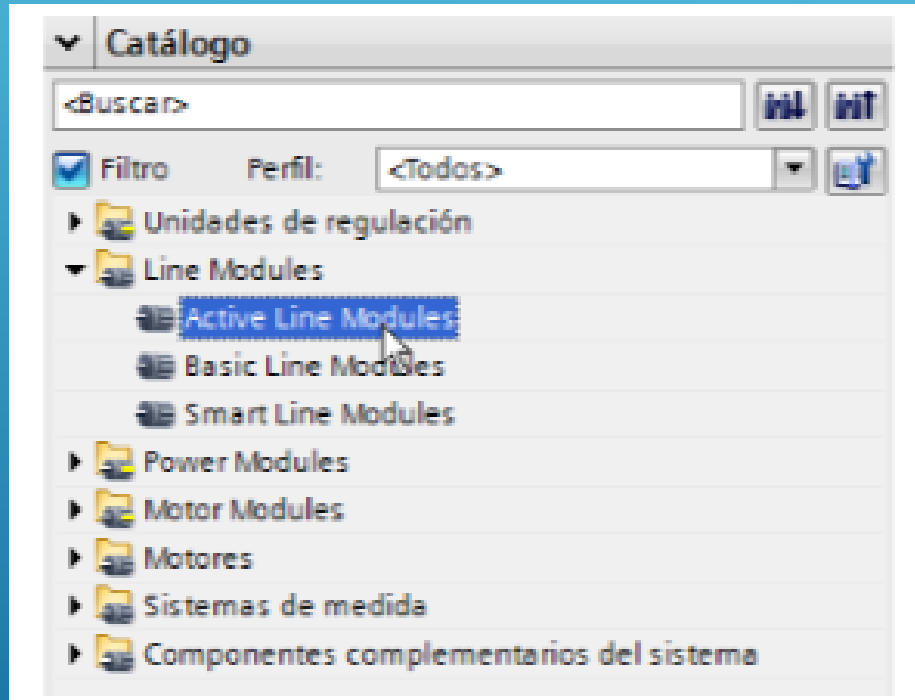 Catálogo
<Buscar>
Filtro Perfil: <Todos>
Unidades de regulación
Line Modules
Active Line Modules
Basic Line Modules
Smart Line Modules
Power Modules
Motor Modules
Motores
Sistemas de medida
Componentes complementarios del sistema